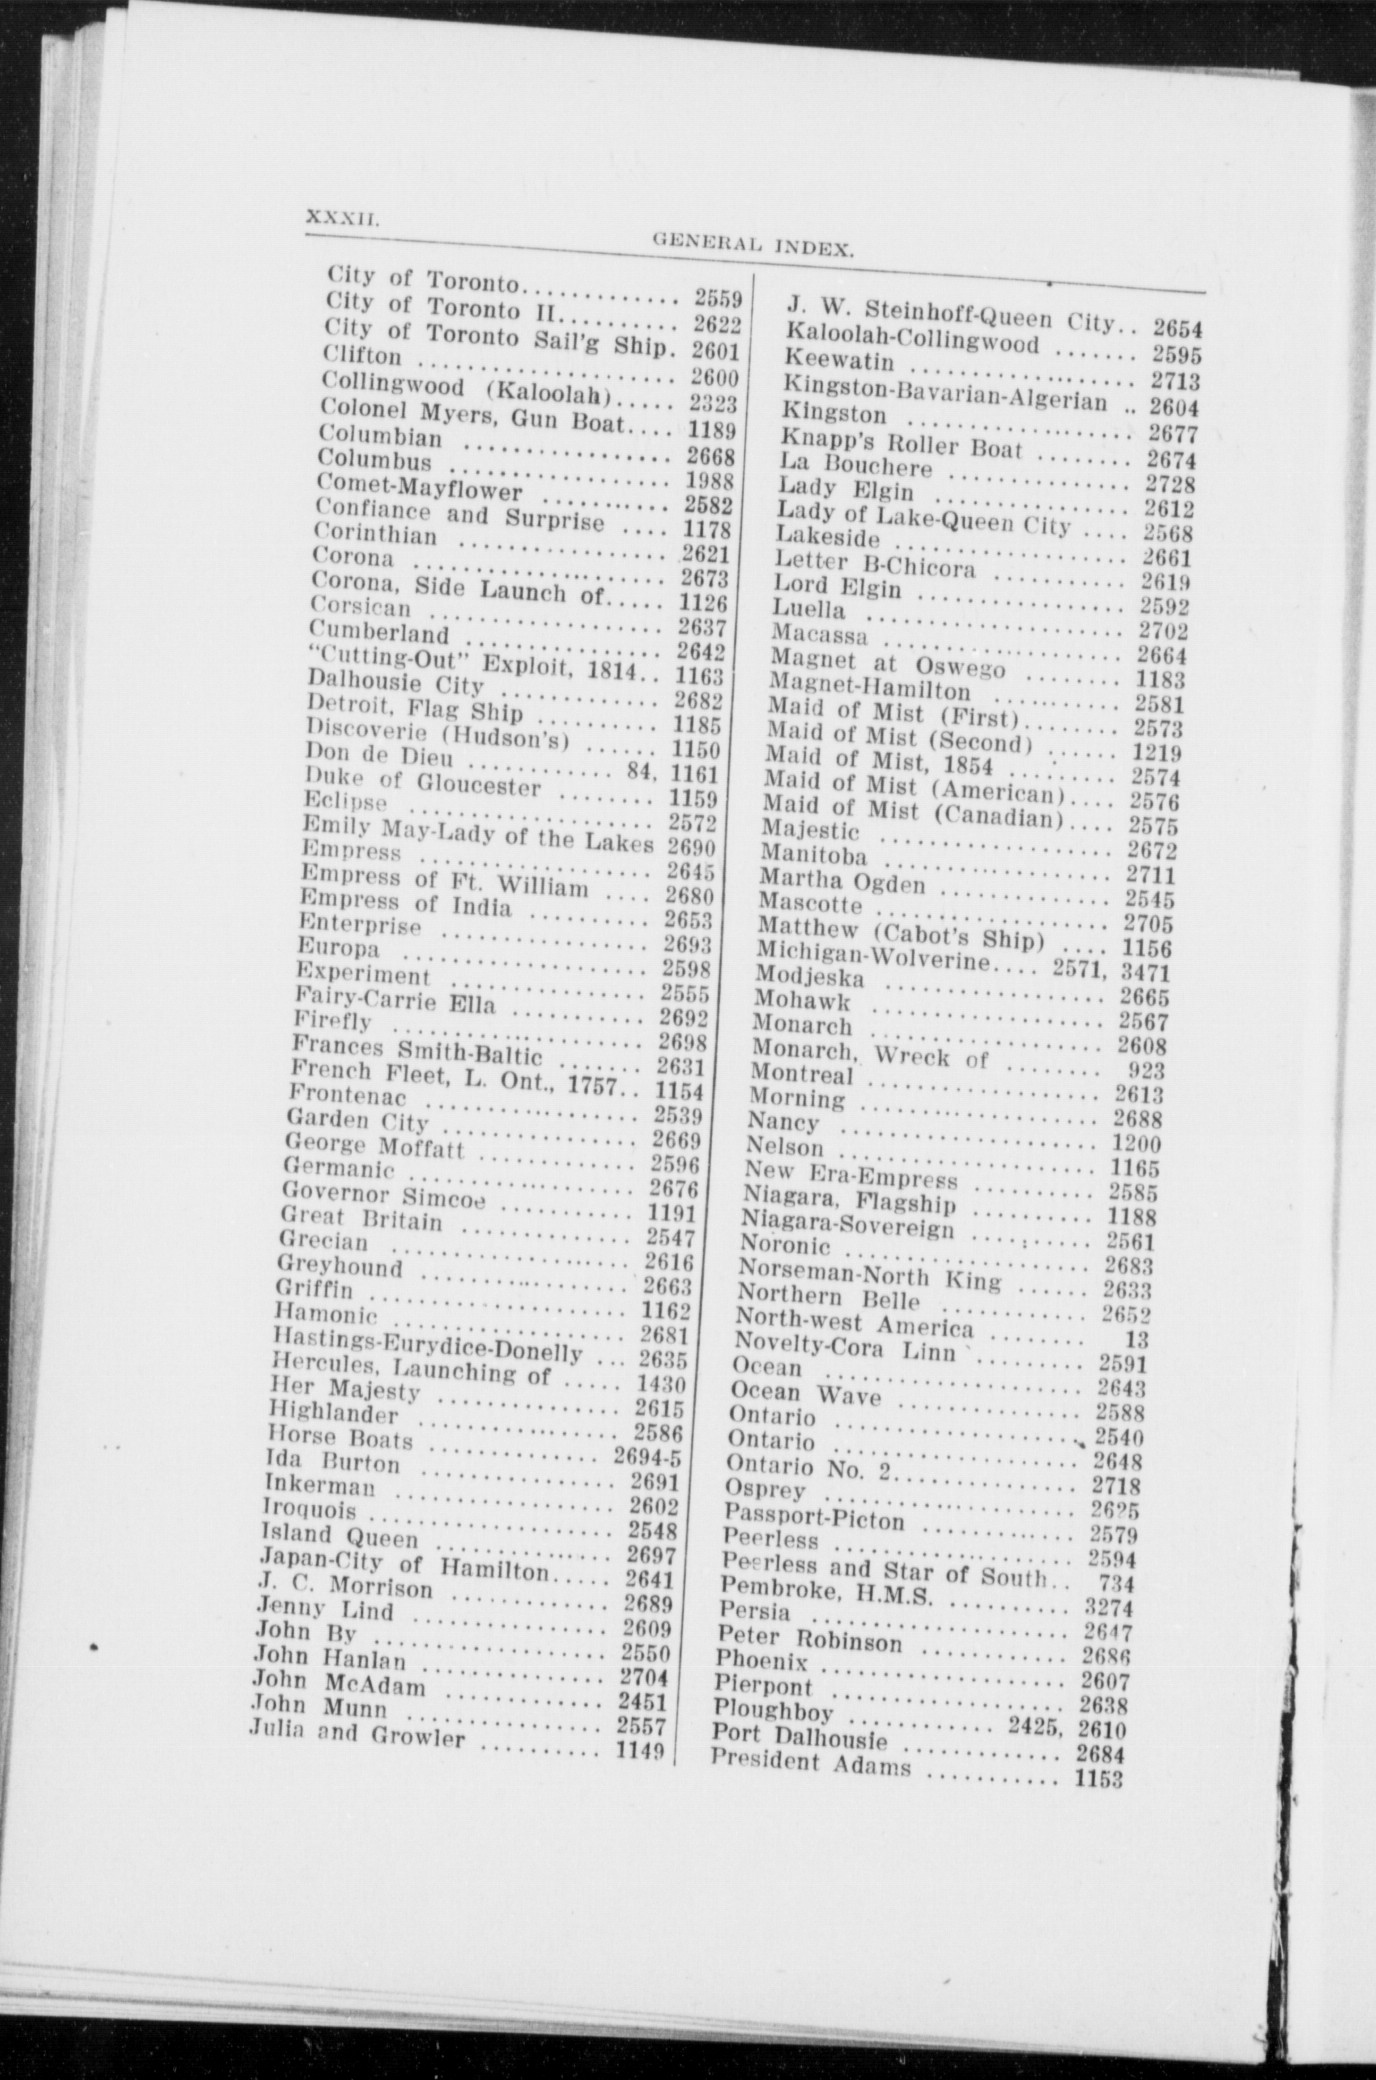 XXXII.
GENERAL INDEX.
City of Toronto............. 2559
City of Toronto II.......... 2622
City of Toronto Sail'g Ship. 2601
Clifton ..................... 2600
Collingwood (Kaloolah)..... 2323
Colonel Myers, Gun Boat.... 1189
Columbian ................. 2668
Columbus .................. 1988
Comet-Mayflower ........... 2582
Confiance and Surprise .... 1178
Corinthian ................. 2621
Corona ..................... 2673
Corona, Side Launch of..... 1126
Corsican ................... 2637
Cumberland ................ 2642
"Cutting-Out" Exploit, 1814.. 1163
Dalhousie City ............. 2682
Detroit, Flag Ship .......... 1185
Discoverie (Hudson's) ...... 1150
Don de Dieu ............ 84, 1161
Duke of Gloucester ........ 1159
Eclipse .................... 2572
Emily May-Lady of the Lakes 2690
Empress ................... 2645
Empress of Ft. William .... 2680
Empress of India .......... 2653
Enterprise ................. 2693
Europa .................... 2598
Experiment ................ 2555
Fairy-Carrie Ella ........... 2692
Firefly ..................... 2698
Frances Smith-Baltic ....... 2631
French Fleet, L. Ont., 1757.. 1154
Frontenac .................. 2539
Garden City ................ 2669
George Moffatt ............. 2596
Germanic ................... 2676
Governor Simcoe ........... 1191
Great Britain .............. 2547
Grecian .................... 2616
Greyhound ................. 2663
Griffin ..................... 1162
Hamonic ................... 2681
Hastings-Eurydice-Donelly ... 2635
Hercules, Launching of ..... 1430
Her Majesty ............... 2615
Highlander ................. 2586
Horse Boats .............. 2694-5
Ida Burton ................ 2691
Inkerman .................. 2602
Iroquois .................... 2548
Island Queen .............. 2697
Japan-City of Hamilton..... 2641
J. C. Morrison ............. 2689
Jenny Lind ................ 2609
John By ................... 2550
John Hanlan ............... 2704
John McAdam ............. 2451
John Munn ................ 2557
Julia and Growler .......... 1149
J. W. Steinhoff-Queen City.. 2654
Kaloolah-Collingwood ....... 2595
Keewatin ................... 2713
Kingston-Bavarian-Algerian .. 2604
Kingston ................... 2677
Knapp's Roller Boat ........ 2674
La Bouchere ............... 2728
Lady Elgin ................ 2612
Lady of Lake-Queen City .... 2568
Lakeside ................... 2661
Letter B-Chicora ........... 2619
Lord Elgin ................. 2592
Luella ..................... 2702
Macassa .................... 2664
Magnet at Oswego ........ 1183
Magnet-Hamilton ........... 2581
Maid of Mist (First)........ 2573
Maid of Mist (Second) ...... 1219
Maid of Mist, 1854 ......... 2574
Maid of Mist (American).... 2576
Maid of Mist (Canadian).... 2575
Majestic ................... 2672
Manitoba ................... 2711
Martha Ogden .............. 2545
Mascotte ................... 2705
Matthew (Cabot's Ship) .... 1156
Michigan-Wolverine.... 2571, 3471
Modjeska .................. 2665
Mohawk ................... 2567
Monarch ................... 2608
Monarch, Wreck of ........ 923
Montreal ................... 2613
Morning .................... 2688
Nancy ..................... 1200
Nelson ..................... 1165
New Era-Empress .......... 2585
Niagara, Flagship .......... 1188
Niagara-Sovereign .......... 2561
Noronic .................... 2683
Norseman-North King ...... 2633
Northern Belle ............ 2652
North-west America ........ 13
Novelty-Cora Linn ......... 2591
Ocean ..................... 2643
Ocean Wave ............... 2588
Ontario .................... 2540
Ontario .................... 2648
Ontario No. 2............... 2718
Osprey ..................... 2625
Passport-Picton ............. 2579
Peerless .................... 2594
Peerless and Star of South.. 734
Pembroke, H.M.S. .......... 3274
Persia ..................... 2647
Peter Robinson ............ 2686
Phoenix .................... 2607
Pierpont ................... 2638
Ploughboy ............ 2425, 2610
Port Dalhousie ............. 2684
President Adams ........... 1153